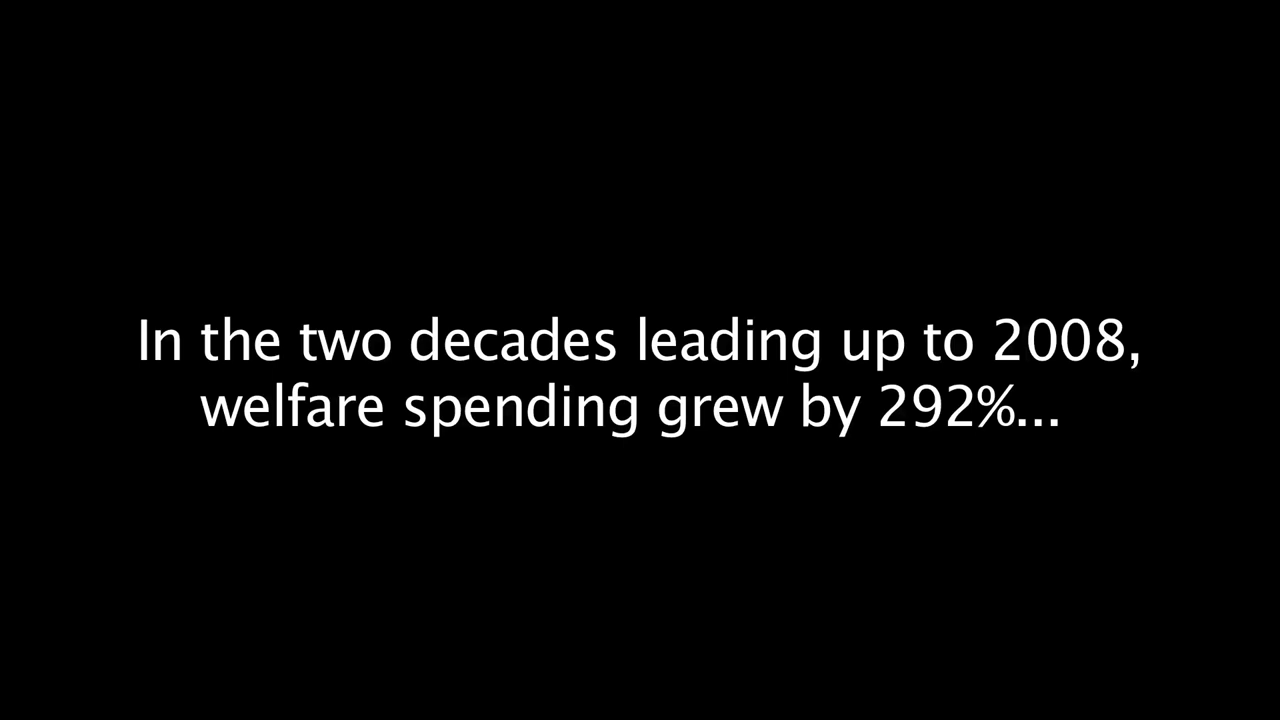 In the two decades leading up to 2008,
welfare spending grew by 292%...